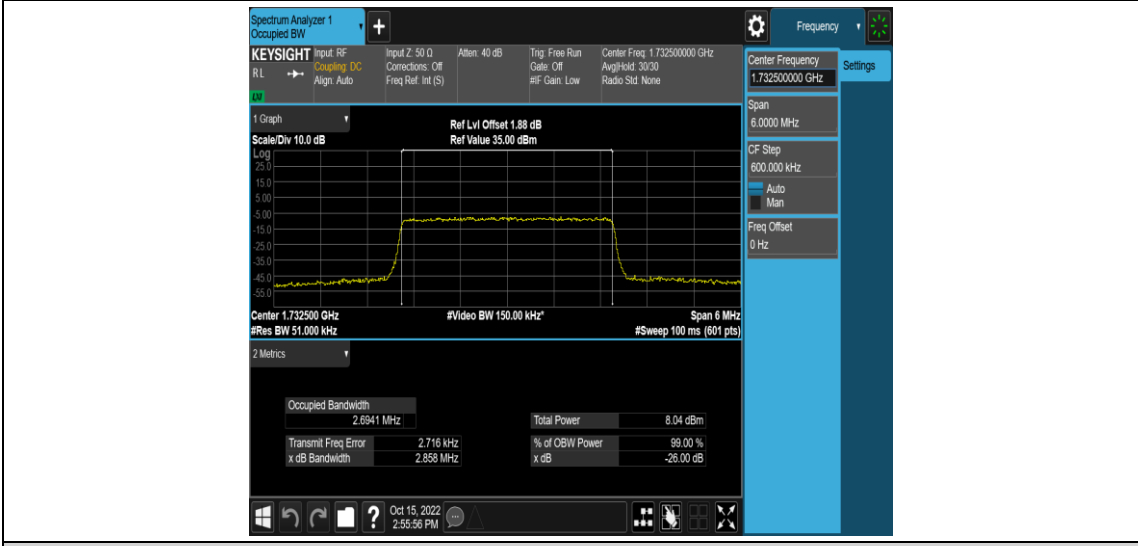 Spectrum Analyzer 1
Occupied BW
+
Frequency
KEYSIGHT
RL
LW
Input: RF
Coupling: DC
Align: Auto
Input Z: 50 Ω
Corrections: Off
Freq Ref: Int (S)
Atten: 40 dB
Trig: Free Run
Gate: Off
#IF Gain: Low
Center Freq: 1.732500000 GHz
Avg|Hold: 30/30
Radio Std: None
Center Frequency
1.732500000 GHz
Settings
Span
6.0000 MHz
CF Step
600.000 kHz
Auto
Man
Freq Offset
0 Hz
1 Graph
Scale/Div 10.0 dB
Ref Lvl Offset 1.88 dB
Ref Value 35.00 dBm
Log
25.0
15.0
5.00
-5.00
-15.0
-25.0
-35.0
-45.0
-55.0
Center 1.732500 GHz
#Video BW 150.00 kHz*
Span 6 MHz
#Res BW 51.000 kHz
#Sweep 100 ms (601 pts)
2 Metrics
Occupied Bandwidth
2.6941 MHz
Total Power 8.04 dBm
Transmit Freq Error 2.716 kHz
% of OBW Power 99.00 %
x dB Bandwidth 2.858 MHz
x dB -26.00 dB
?
Oct 15, 2022
2:55:56 PM